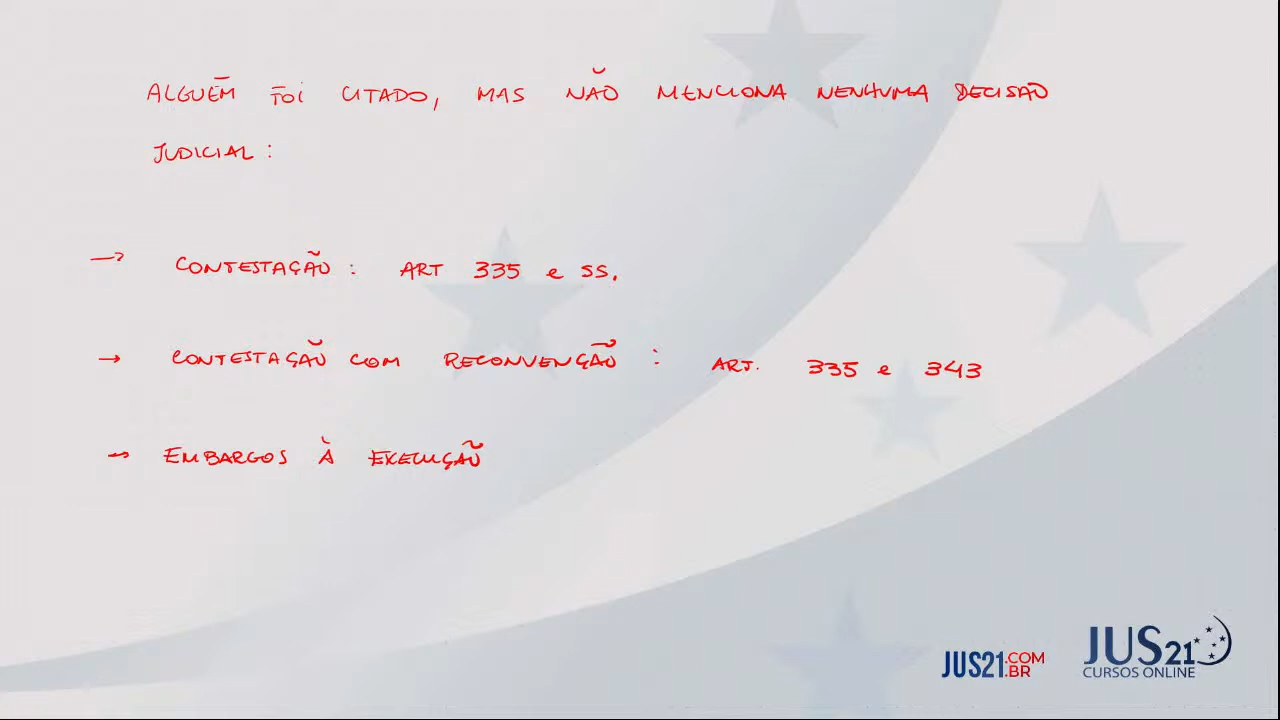 ALGUÉM FOI CITADO, MAS NÃO MENCIONA NENHUMA DECISÃO
JUDICIAL:
→ CONTESTAÇÃO: ART 335 e SS.
→ CONTESTAÇÃO COM RECONVENÇÃO: ART. 335 e 343
→ EMBARGOS À EXECUÇÃO
JUS21.COM.BR
JUS21
CURSOS ONLINE